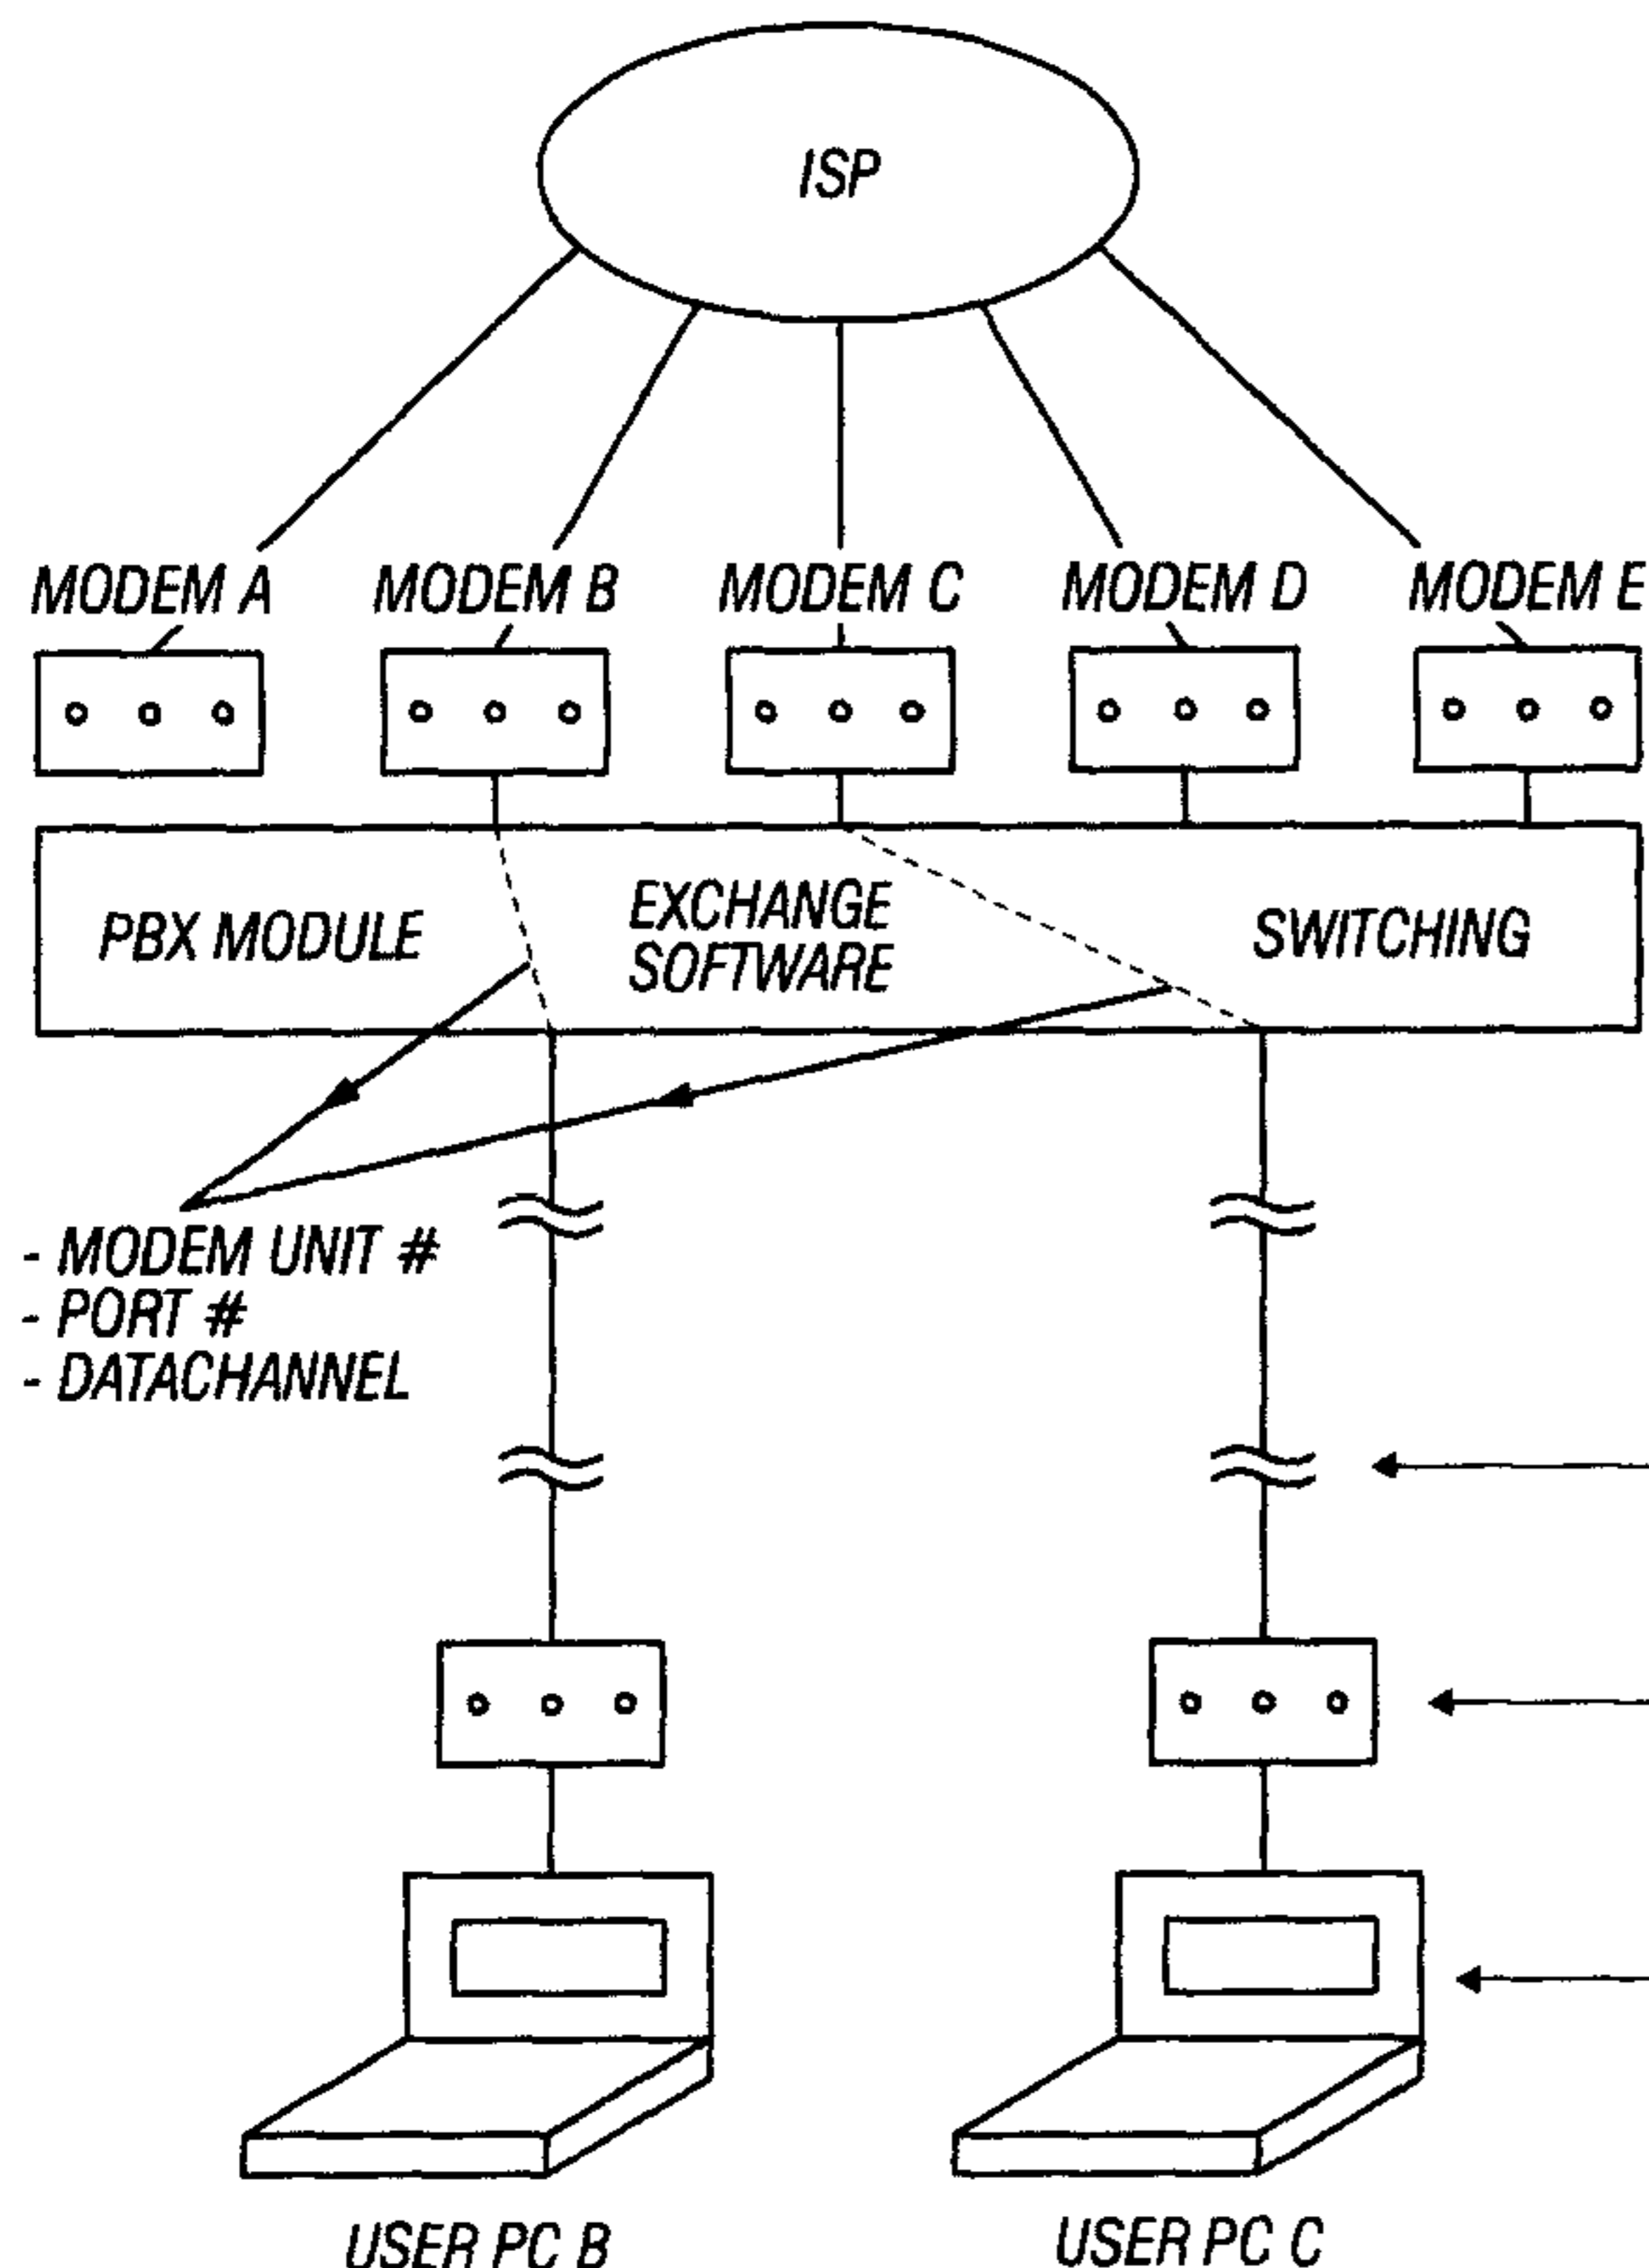 ISP
MODEM A MODEM B MODEM C MODEM D MODEM E
PBX MODULE
EXCHANGE
SOFTWARE
SWITCHING
- MODEM UNIT #
- PORT #
- DATACHANNEL
USER PC B
USER PC C